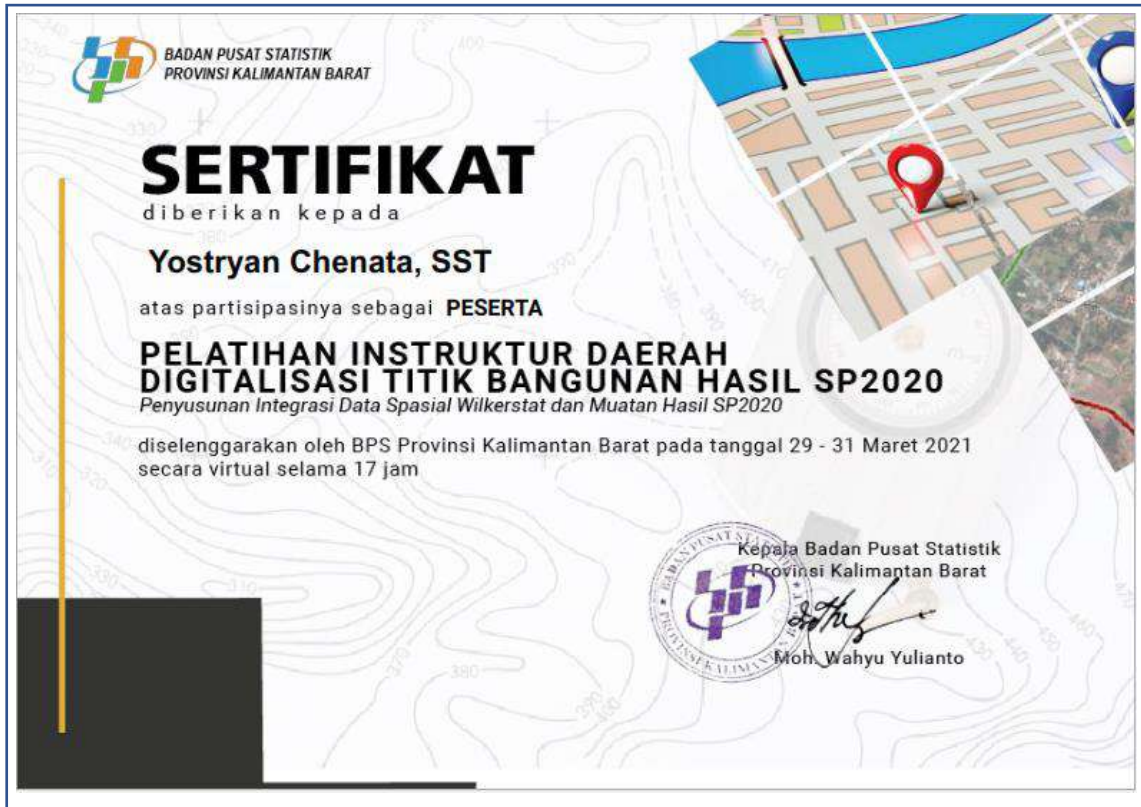 BADAN PUSAT STATISTIK
PROVINSI KALIMANTAN BARAT
SERTIFIKAT
diberikan kepada
Yostryan Chenata, SST
atas partisipasinya sebagai PESERTA
PELATIHAN INSTRUKTUR DAERAH
DIGITALISASI TITIK BANGUNAN HASIL SP2020
Penyusunan Integrasi Data Spasial Wilkerstat dan Muatan Hasil SP2020
diselenggarakan oleh BPS Provinsi Kalimantan Barat pada tanggal 29 - 31 Maret 2021
secara virtual selama 17 jam
Kepala Badan Pusat Statistik
Provinsi Kalimantan Barat
Moh. Wahyu Yulianto